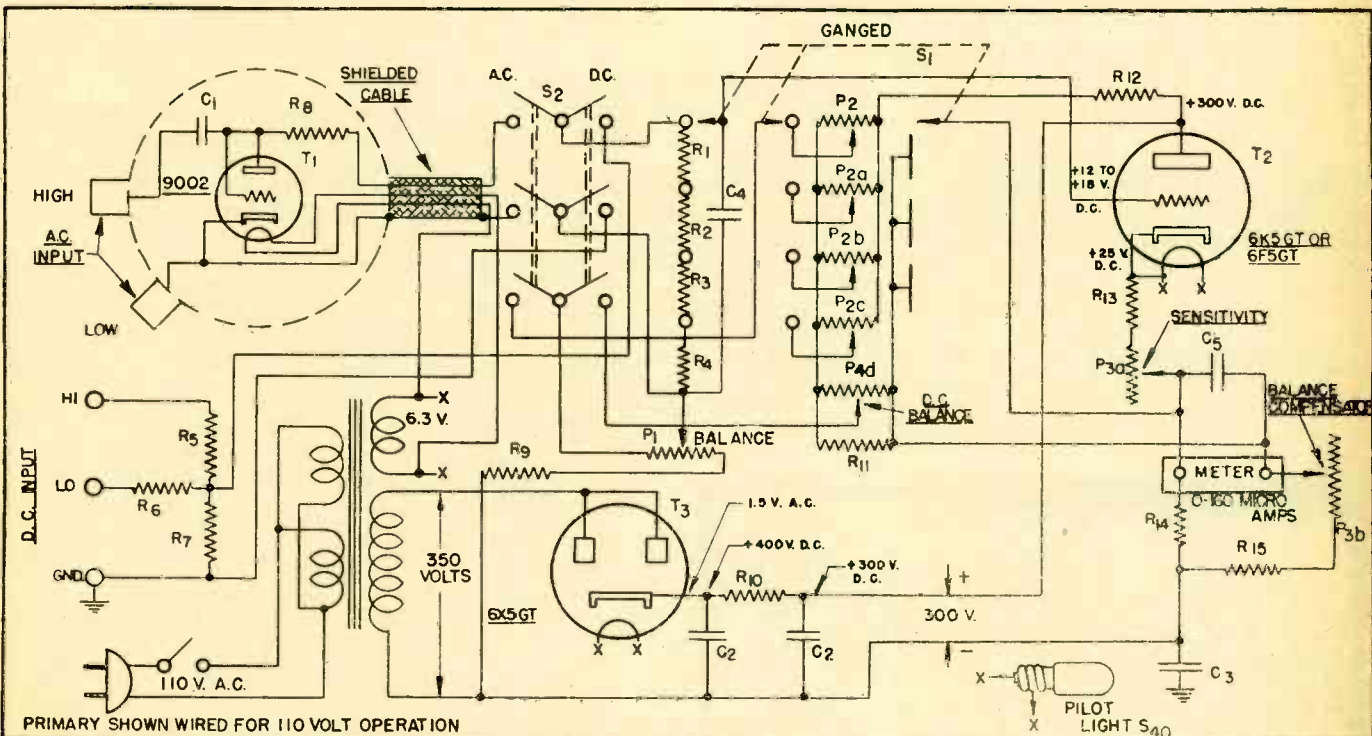 GANGED
S1
SHIELDED CABLE
A.C. S2 D.C.
C1
R8
T1
9002
HIGH
A.C. INPUT
LOW
R1
R2
R3
R4
C4
P2
P2a
P2b
P2c
P4d
D.C. BALANCE
R11
R12
+300 V. D.C.
T2
+12 TO +18 V. D.C.
6K5 GT OR 6F5GT
+25 V. D.C.
R13
SENSITIVITY
P3a
C5
BALANCE COMPENSATOR
METER
0-160 MICRO AMPS
R14
P3b
R15
C3
HI
LO
GND.
D.C. INPUT
R5
R6
R7
6.3 V.
X
X
R9
P1 BALANCE
350 VOLTS
T3
6X5GT
X X
X X
1.5 V. A.C.
+400 V. D.C.
R10
+300 V. D.C.
C2
C2
+
300 V.
-
110 V. A.C.
X
X
PILOT LIGHT S40
PRIMARY SHOWN WIRED FOR 110 VOLT OPERATION